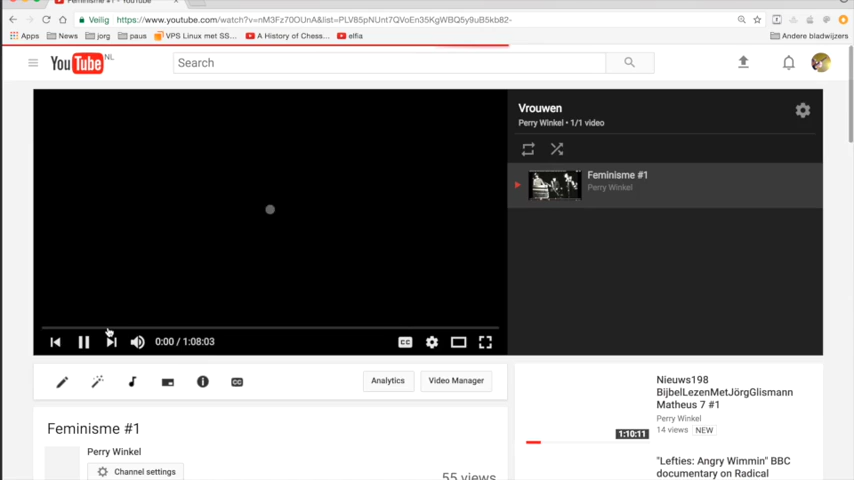 Feminisme #1 - YouTube
Veilig https://www.youtube.com/watch?v=nM3Fz70OUnA&list=PLV85pNUnt7QVoEn35KgWBQ5y9uB5kb82-
Apps News jorg paus VPS Linux met SS... A History of Chess... elfia Andere bladwijzers
YouTube NL Search
Vrouwen
Perry Winkel • 1/1 video
Feminisme #1
Perry Winkel
0:00 / 1:08:03 CC
CC Analytics Video Manager
Nieuws198
BijbelLezenMetJörgGlismann
Matheus 7 #1
Perry Winkel
14 views NEW
1:10:11
Feminisme #1
Perry Winkel
Channel settings
55 views
"Lefties: Angry Wimmin" BBC
documentary on Radical